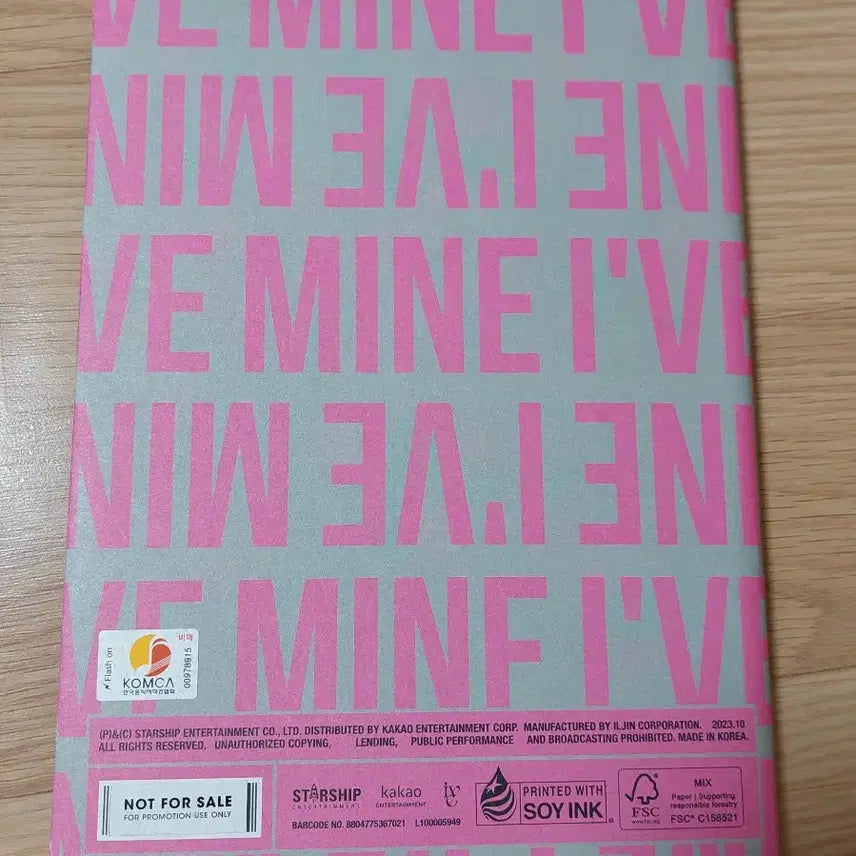 VE MINE I'VE
MINE I'VE MINE
VE MINE I'VE
MINE I'VE MINE
VE MINE I'VE
Flash on
비매
KOMCA
한국음악저작권협회
00978915
(P)&(C) STARSHIP ENTERTAINMENT CO., LTD. DISTRIBUTED BY KAKAO ENTERTAINMENT CORP. MANUFACTURED BY ILJIN CORPORATION. 2023.10
ALL RIGHTS RESERVED. UNAUTHORIZED COPYING, LENDING, PUBLIC PERFORMANCE AND BROADCASTING PROHIBITED. MADE IN KOREA.
NOT FOR SALE
FOR PROMOTION USE ONLY
STARSHIP
ENTERTAINMENT
kakao
ENTERTAINMENT
IVE
BARCODE NO. 8804775367021 L100005949
PRINTED WITH
SOY INK
FSC
www.fsc.org
MIX
Paper | Supporting
responsible forestry
FSC® C158521